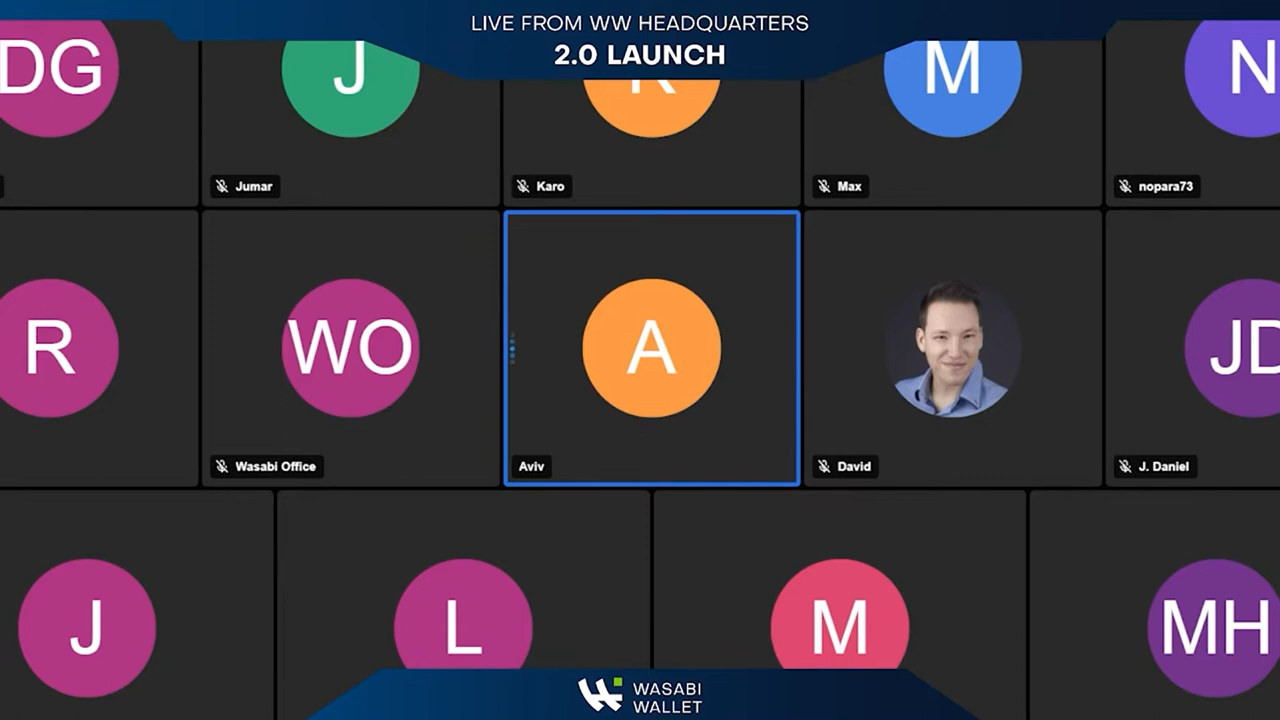 LIVE FROM WW HEADQUARTERS
2.0 LAUNCH
DG
J
K
M
N
Jumar
Karo
Max
nopara73
R
WO
A
JD
Wasabi Office
Aviv
David
J. Daniel
J
L
M
MH
WASABI
WALLET